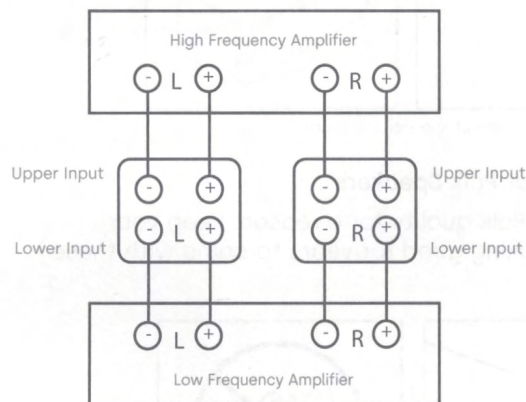 High Frequency Amplifier
- L + - R +
Upper Input - + - + Upper Input
Lower Input - L + - R + Lower Input
- L + - R +
Low Frequency Amplifier